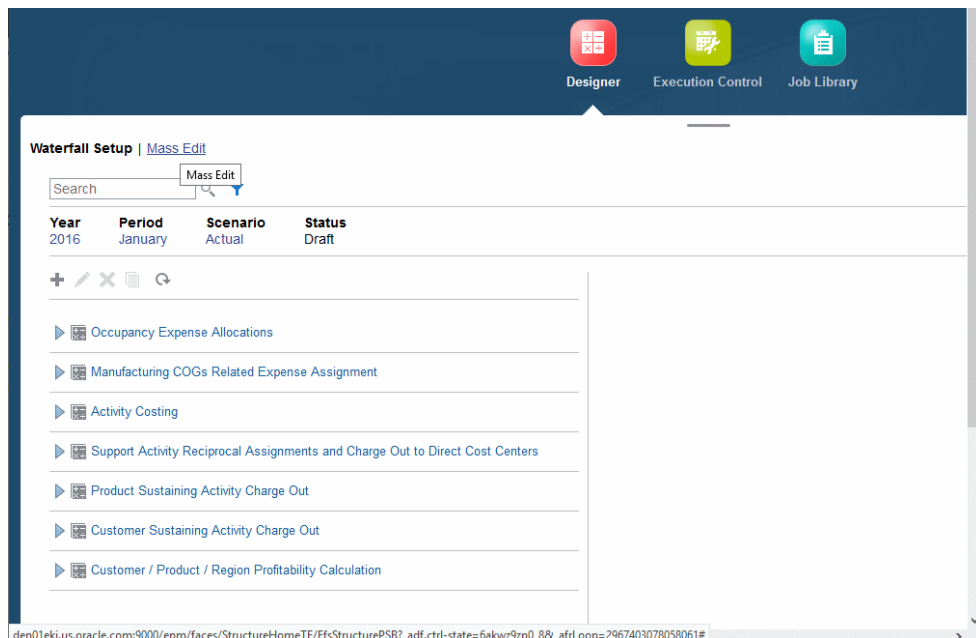 Designer Execution Control Job Library
Waterfall Setup | Mass Edit
Mass Edit
Search
Year Period Scenario Status
2016 January Actual Draft
Occupancy Expense Allocations
Manufacturing COGs Related Expense Assignment
Activity Costing
Support Activity Reciprocal Assignments and Charge Out to Direct Cost Centers
Product Sustaining Activity Charge Out
Customer Sustaining Activity Charge Out
Customer / Product / Region Profitability Calculation